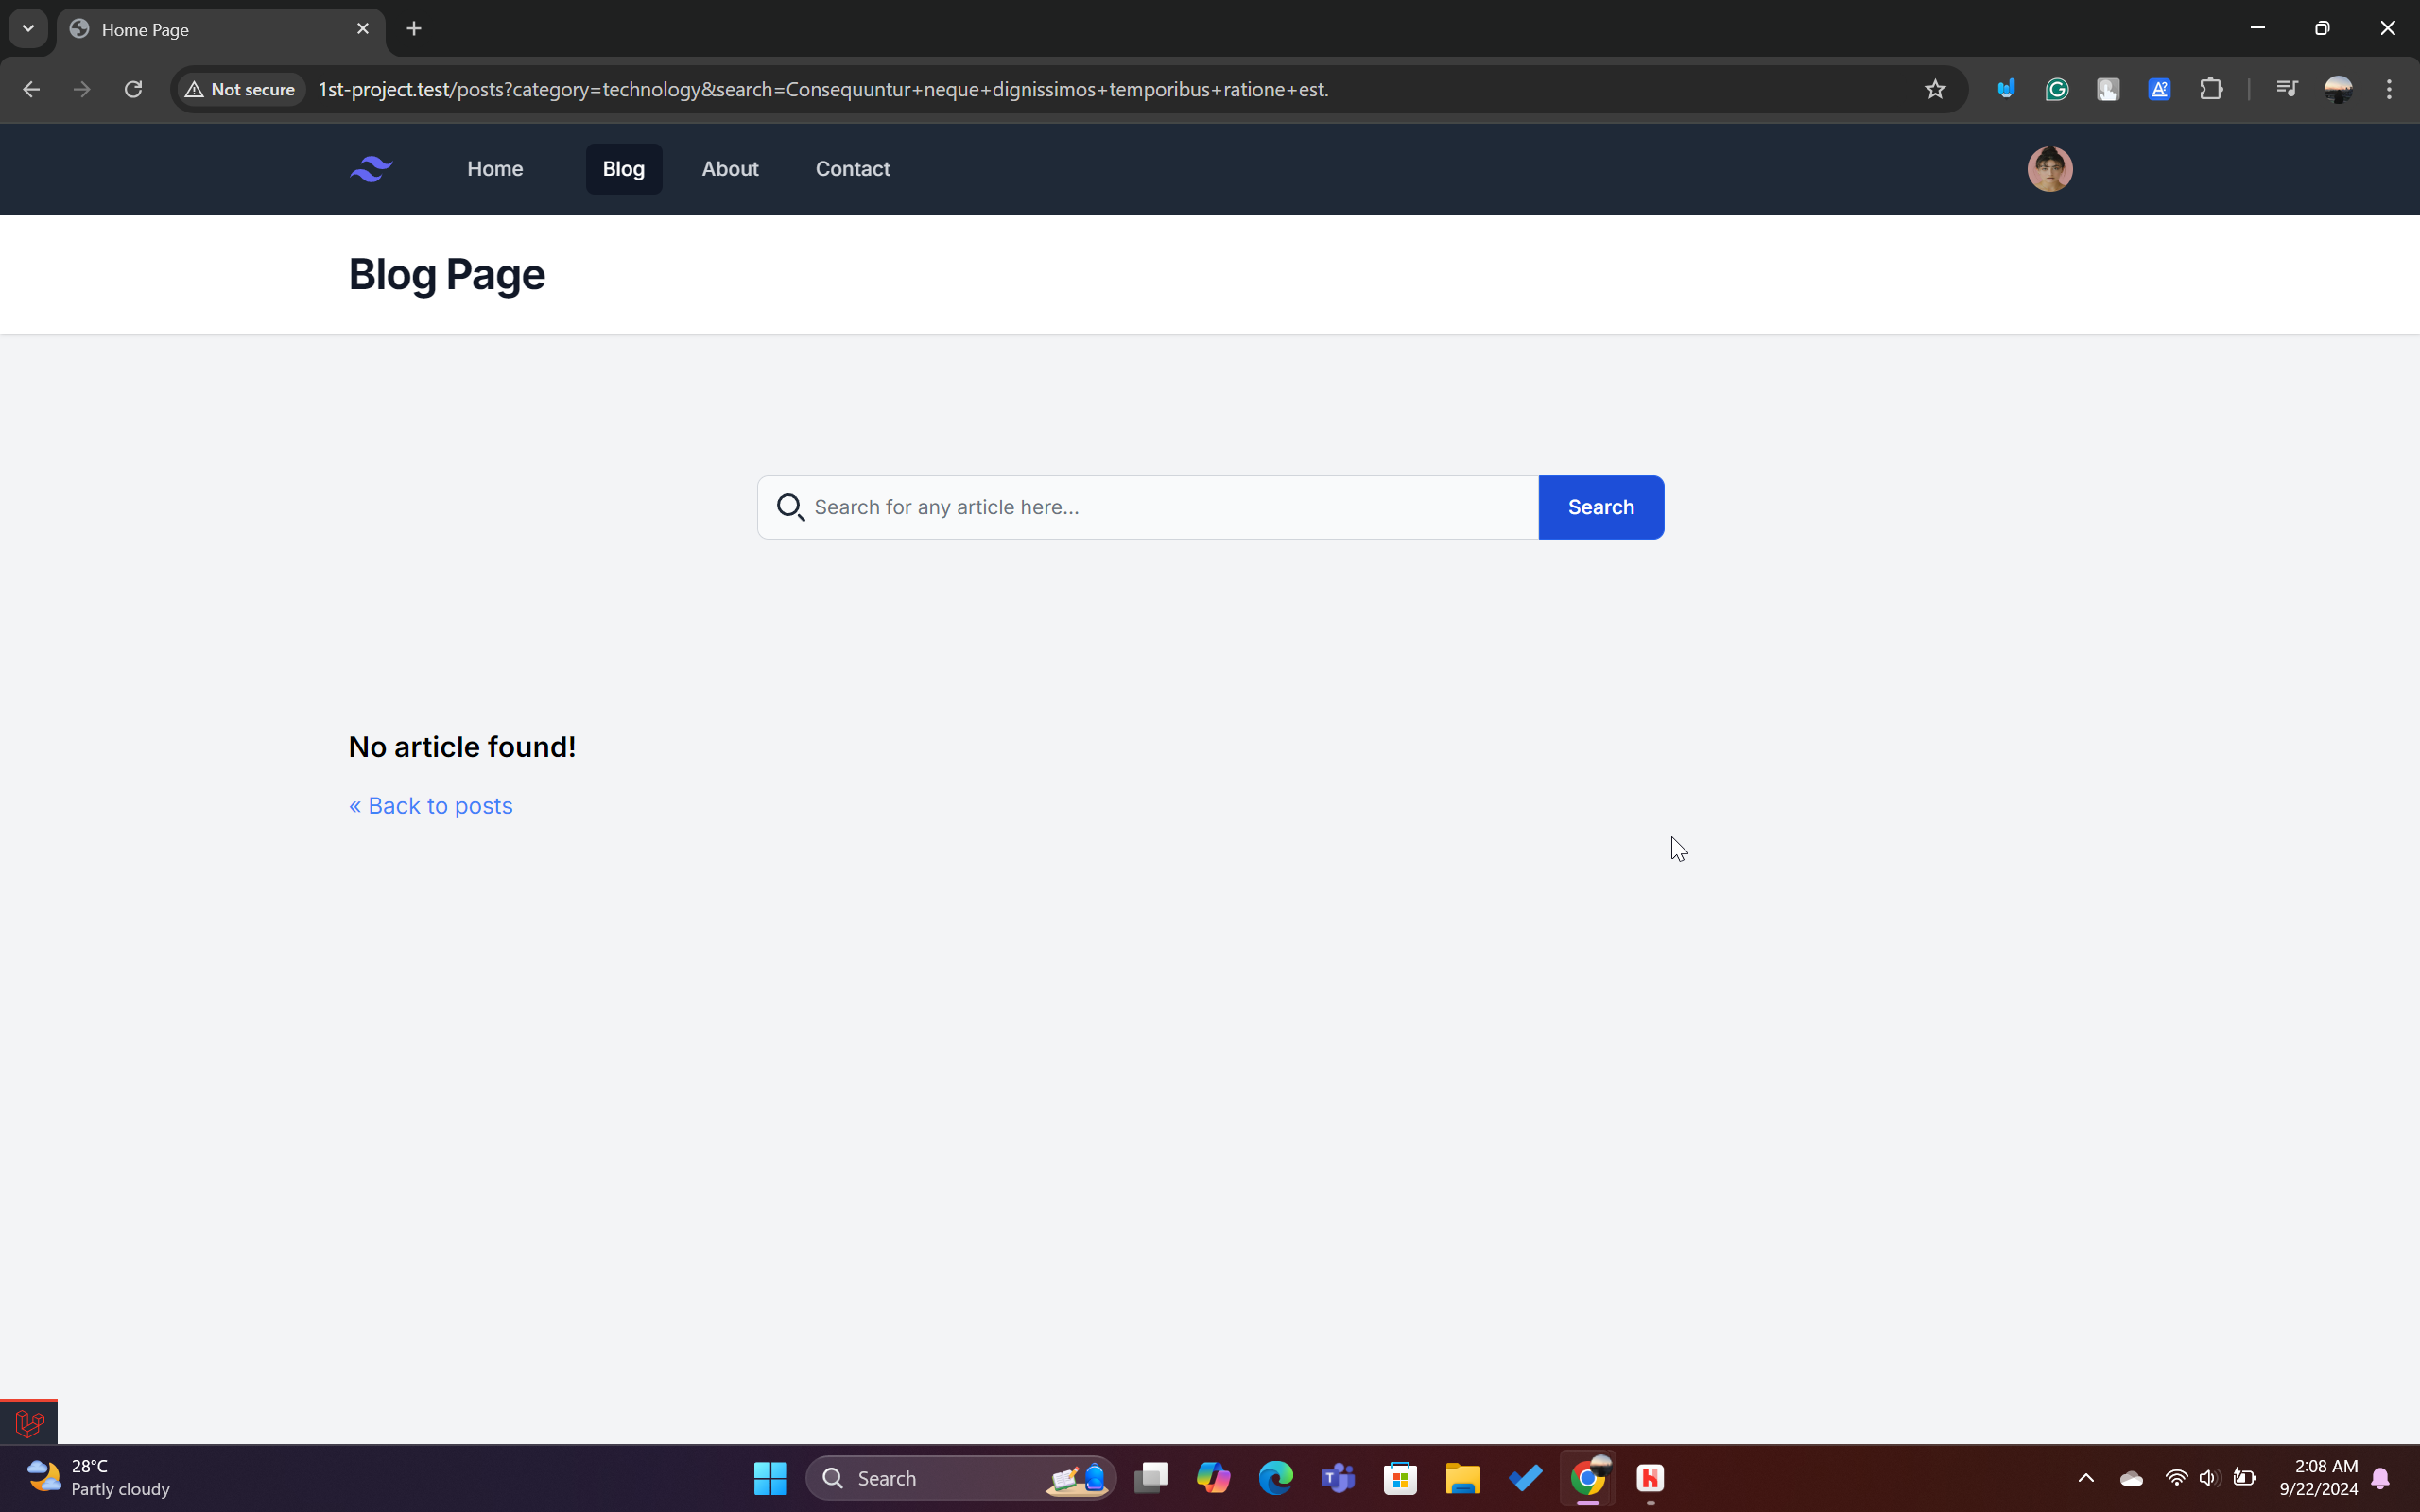 Home Page
Not secure
1st-project.test/posts?category=technology&search=Consequuntur+neque+dignissimos+temporibus+ratione+est.
Home
Blog
About
Contact
Blog Page
Search for any article here...
Search
No article found!
« Back to posts
28°C
Partly cloudy
Search
2:08 AM
9/22/2024